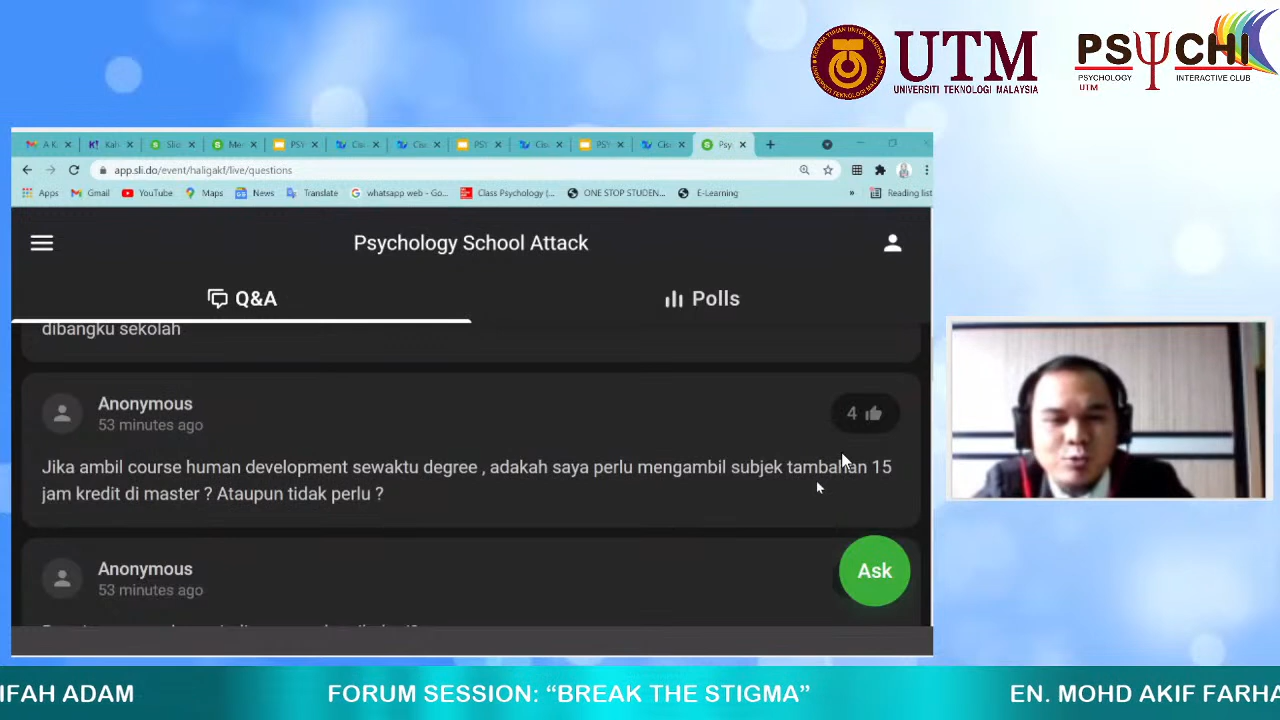 UTM
UNIVERSITI TEKNOLOGI MALAYSIA
PSΨCHI
PSYCHOLOGY
INTERACTIVE CLUB
UTM
app.sli.do/event/haligakf/live/questions
Apps
Gmail
YouTube
Maps
News
Translate
whatsapp web - Go...
Class Psychology (...
ONE STOP STUDEN...
E-Learning
»
Reading list
Psychology School Attack
Q&A
Polls
dibangku sekolah
Anonymous
4
53 minutes ago
Jika ambil course human development sewaktu degree , adakah saya perlu mengambil subjek tambahan 15
jam kredit di master ? Ataupun tidak perlu ?
Anonymous
53 minutes ago
Ask
IFAH ADAM
FORUM SESSION: “BREAK THE STIGMA”
EN. MOHD AKIF FARHA